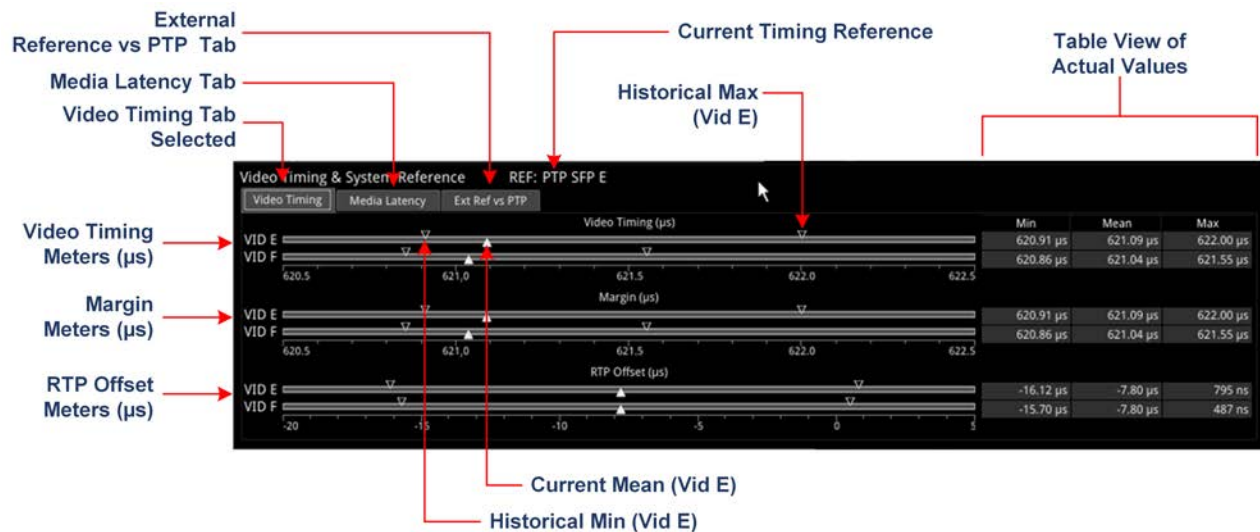 External
Reference vs PTP Tab
Current Timing Reference
Table View of
Actual Values
Media Latency Tab
Historical Max
(Vid E)
Video Timing Tab
Selected
Video Timing & System Reference REF: PTP SFP E
Video Timing Media Latency Ext Ref vs PTP
Video Timing
Meters (µs)
Video Timing (µs)
Min Mean Max
VID E
620.91 µs 621.09 µs 622.00 µs
VID F
620.86 µs 621.04 µs 621.55 µs
620.5 621,0 621.5 622.0 622.5
Margin
Meters (µs)
Margin (µs)
VID E
620.91 µs 621.09 µs 622.00 µs
VID F
620.86 µs 621.04 µs 621.55 µs
620.5 621,0 621.5 622.0 622.5
RTP Offset
Meters (µs)
RTP Offset (µs)
VID E
-16.12 µs -7.80 µs 795 ns
VID F
-15.70 µs -7.80 µs 487 ns
-20 -15 -10 -5 0 5
Current Mean (Vid E)
Historical Min (Vid E)